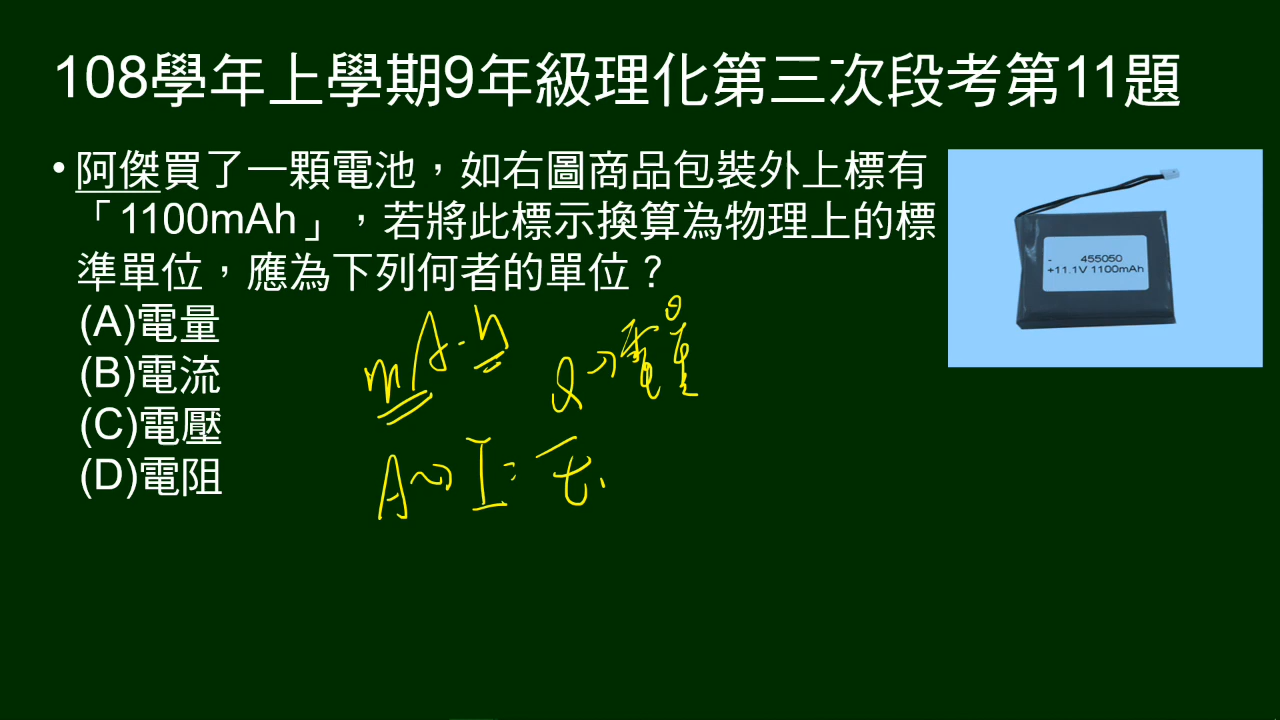 108學年上學期9年級理化第三次段考第11題
•阿傑買了一顆電池，如右圖商品包裝外上標有
「1100mAh」，若將此標示換算為物理上的標
準單位，應為下列何者的單位？
(A)電量
(B)電流
(C)電壓
(D)電阻
- 455050
+11.1V 1100mAh
mA·h
Q→電量
A→I=